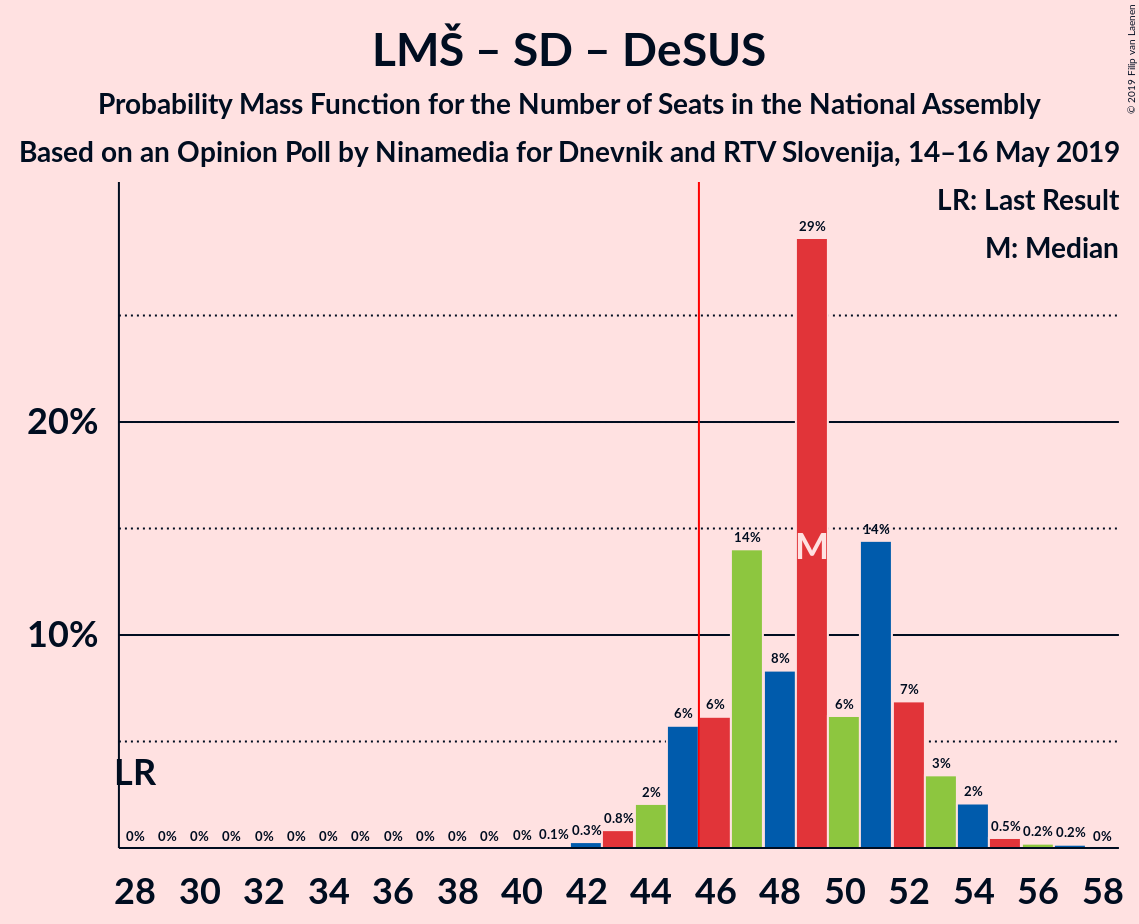 LMŠ – SD – DeSUS
Probability Mass Function for the Number of Seats in the National Assembly
Based on an Opinion Poll by Ninamedia for Dnevnik and RTV Slovenija, 14–16 May 2019
© 2019 Filip van Laenen
LR: Last Result
M: Median
20%
10%
LR
M
0% 0% 0% 0% 0% 0% 0% 0% 0% 0% 0% 0% 0% 0.1% 0.3% 0.8% 2% 6% 6% 14% 8% 29% 6% 14% 7% 3% 2% 0.5% 0.2% 0.2% 0%
28 30 32 34 36 38 40 42 44 46 48 50 52 54 56 58